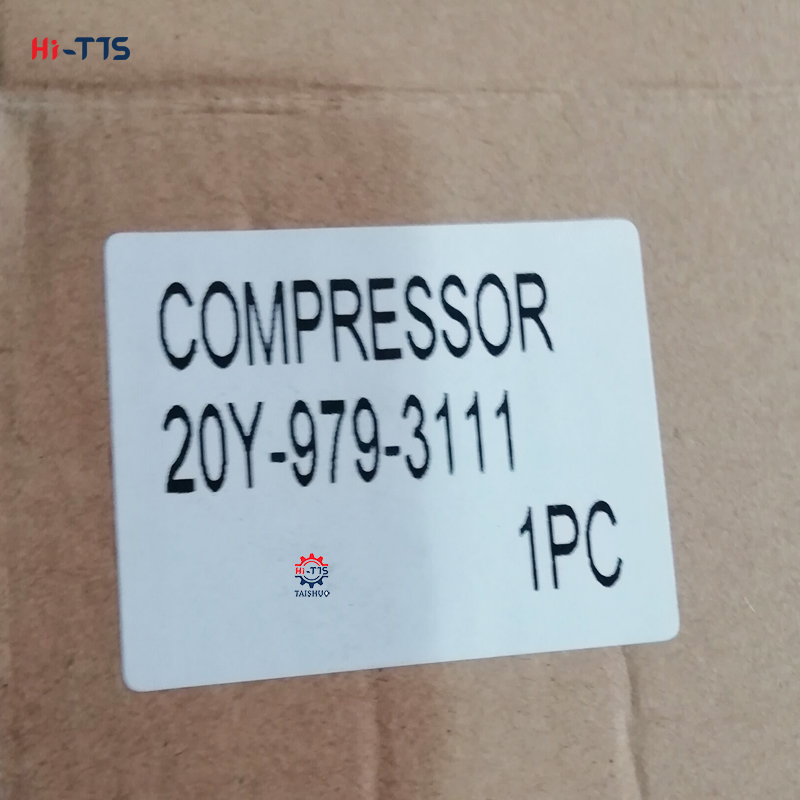 Hi-TTS
COMPRESSOR
20Y-979-3111
1PC
Hi-TTS
TAISHUO